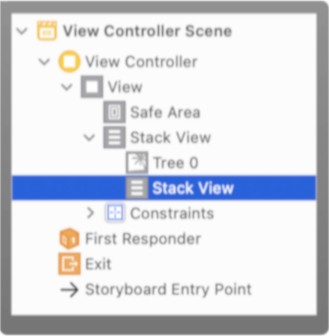 View Controller Scene
View Controller
View
Safe Area
Stack View
Tree 0
Stack View
Constraints
First Responder
Exit
Storyboard Entry Point